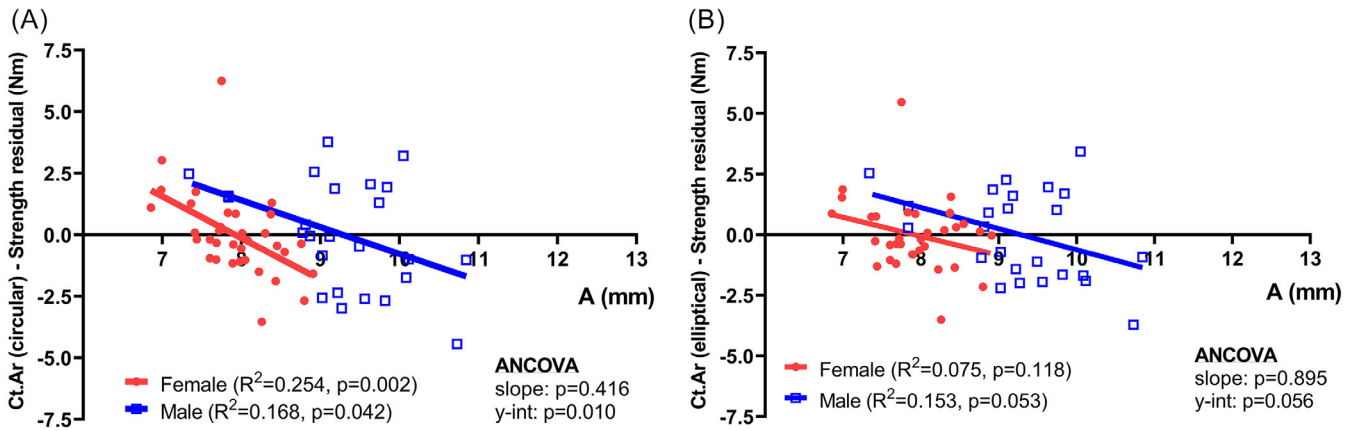 (A)
Ct.Ar (circular) - Strength residual (Nm)
7.5
5.0
2.5
0.0
-2.5
-5.0
-7.5
7 8 9 10 11 12 13
A (mm)
Female (R²=0.254, p=0.002)
Male (R²=0.168, p=0.042)
ANCOVA
slope: p=0.416
y-int: p=0.010
(B)
Ct.Ar (elliptical) - Strength residual (Nm)
7.5
5.0
2.5
0.0
-2.5
-5.0
-7.5
7 8 9 10 11 12 13
A (mm)
Female (R²=0.075, p=0.118)
Male (R²=0.153, p=0.053)
ANCOVA
slope: p=0.895
y-int: p=0.056